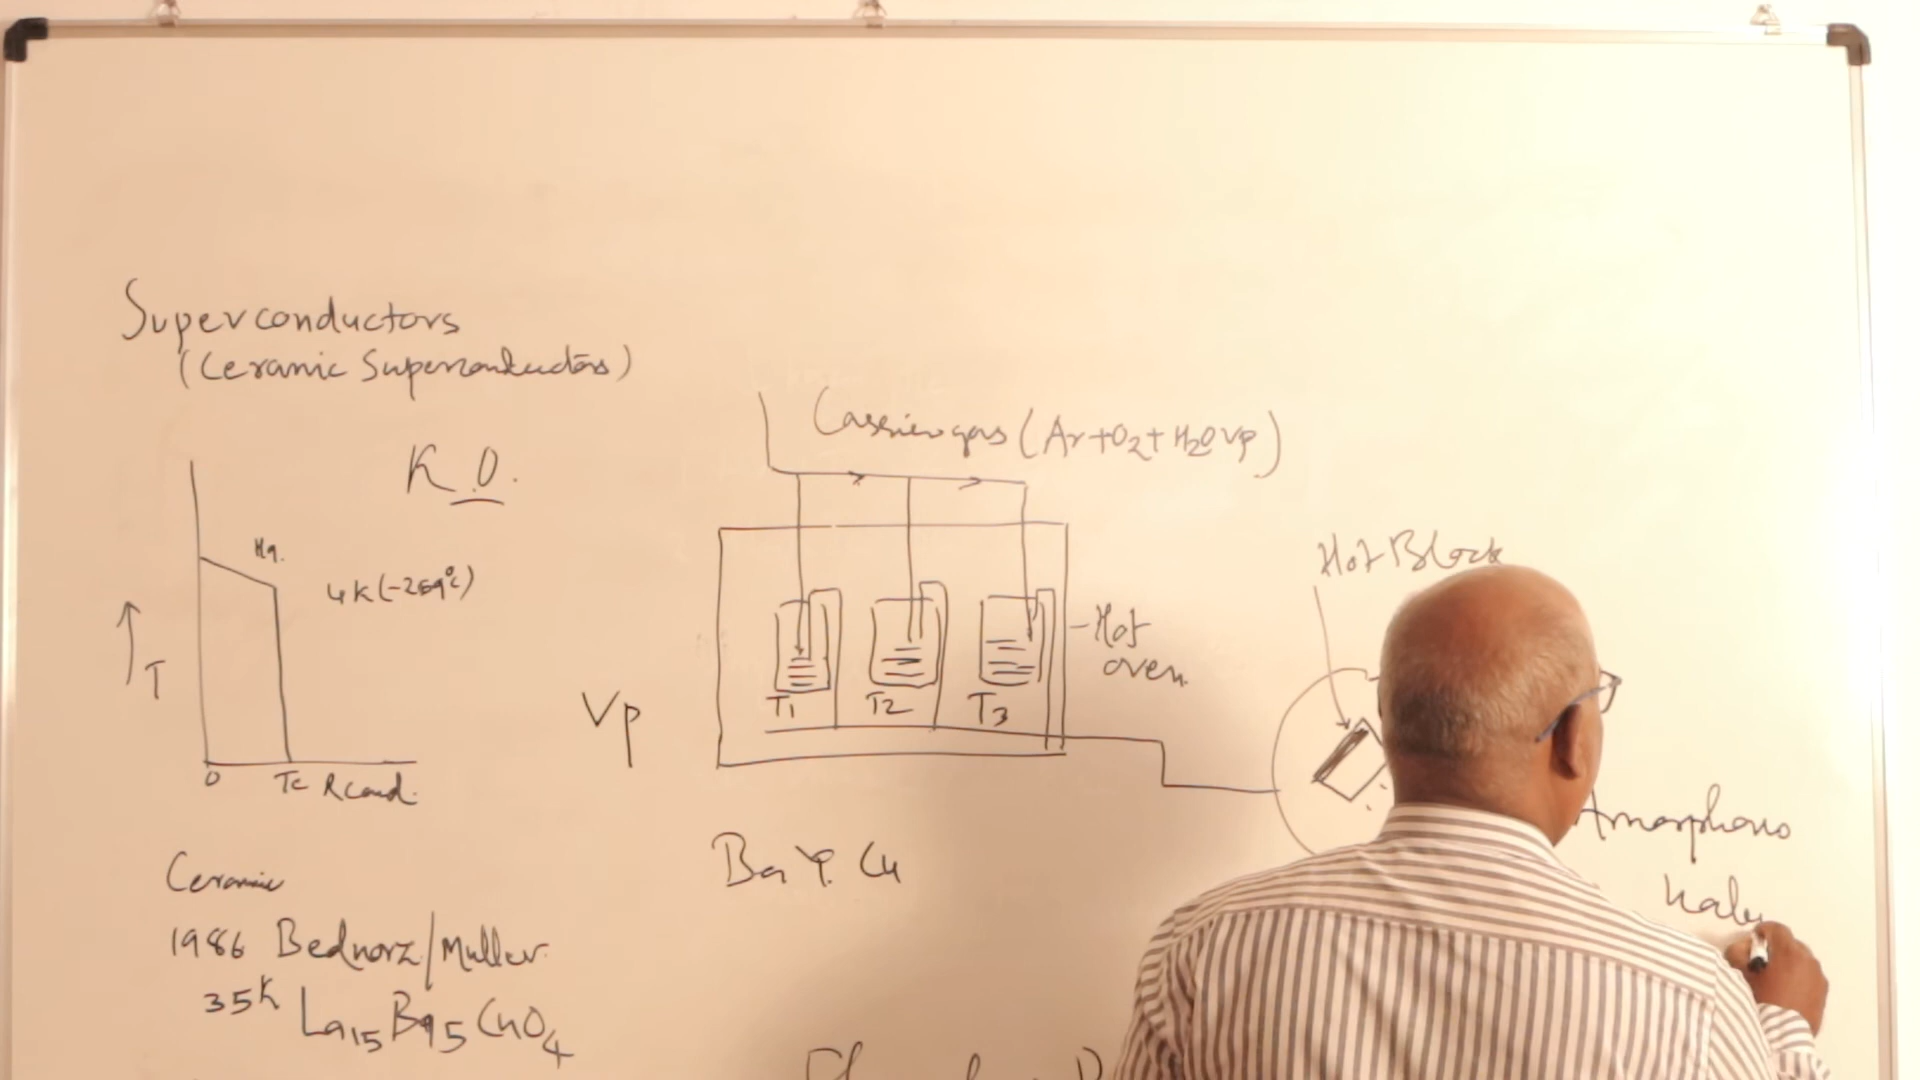 Superconductors
(Ceramic Superconductors)
K.O.
Hg.
4K(-269°C)
↑T
0 Tc Rcond.
Ceramic
1986 Bednorz/Muller
35K La15Ba5CuO4
Carrier gas (Ar+O2+H2O vp)
Hot oven
T1 T2 T3
Vp
Ba Y. Cu
Hot Block
Amorphous